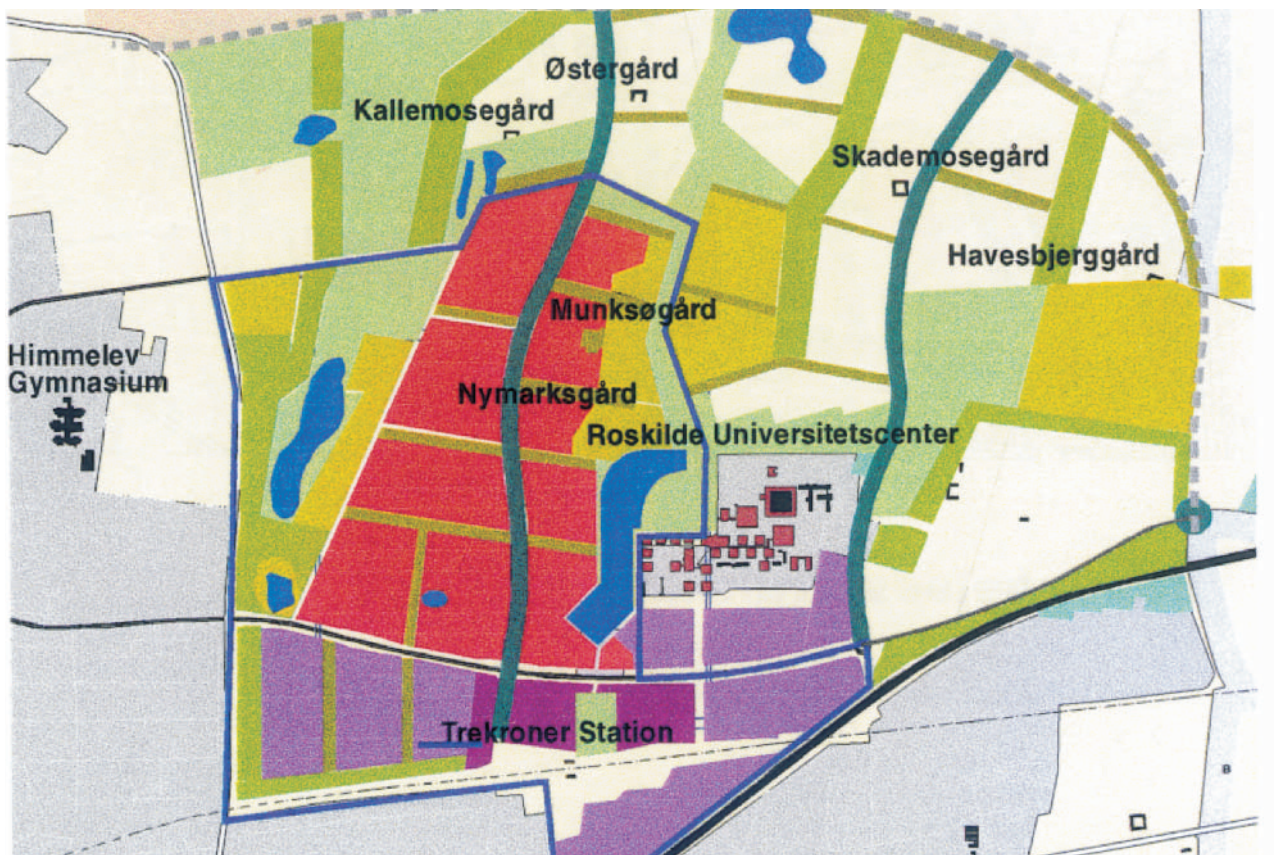 Østergård
Kallemosegård
Skademosegård
Havesbjerggård
Munksøgård
Himmelev
Gymnasium
Nymarksgård
Roskilde Universitetscenter
Trekroner Station
B